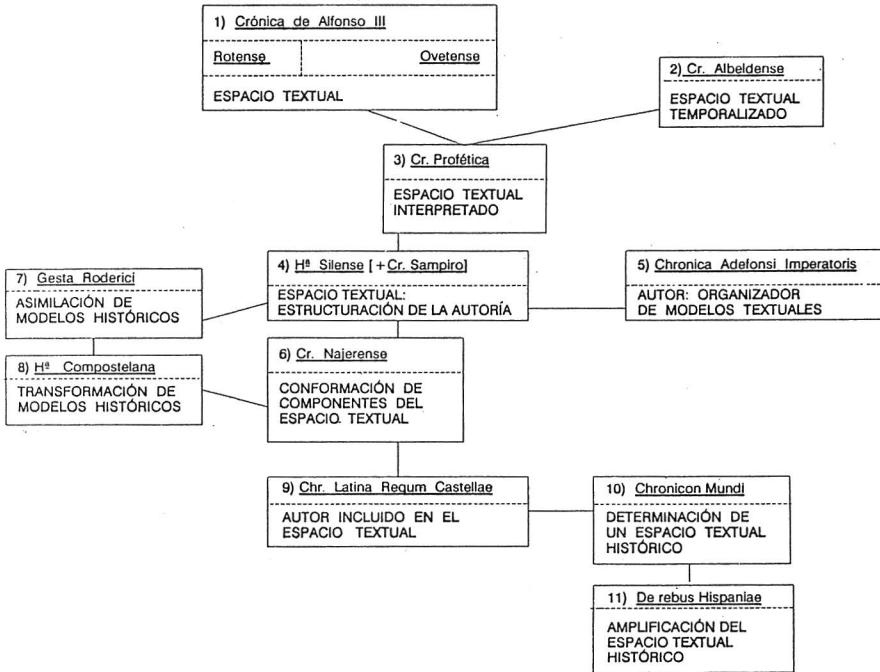 1) Crónica de Alfonso III
Rotense Ovetense
ESPACIO TEXTUAL
2) Cr. Albeldense
ESPACIO TEXTUAL
TEMPORALIZADO
3) Cr. Profética
ESPACIO TEXTUAL
INTERPRETADO
4) Hª Silense [+Cr. Sampiro]
ESPACIO TEXTUAL:
ESTRUCTURACIÓN DE LA AUTORÍA
5) Chronica Adefonsi Imperatoris
AUTOR: ORGANIZADOR
DE MODELOS TEXTUALES
7) Gesta Roderici
ASIMILACIÓN DE
MODELOS HISTÓRICOS
8) Hª Compostelana
TRANSFORMACIÓN DE
MODELOS HISTÓRICOS
6) Cr. Najerense
CONFORMACIÓN DE
COMPONENTES DEL
ESPACIO TEXTUAL
9) Chr. Latina Regum Castellae
AUTOR INCLUIDO EN EL
ESPACIO TEXTUAL
10) Chronicon Mundi
DETERMINACIÓN DE
UN ESPACIO TEXTUAL
HISTÓRICO
11) De rebus Hispaniae
AMPLIFICACIÓN DEL
ESPACIO TEXTUAL
HISTÓRICO